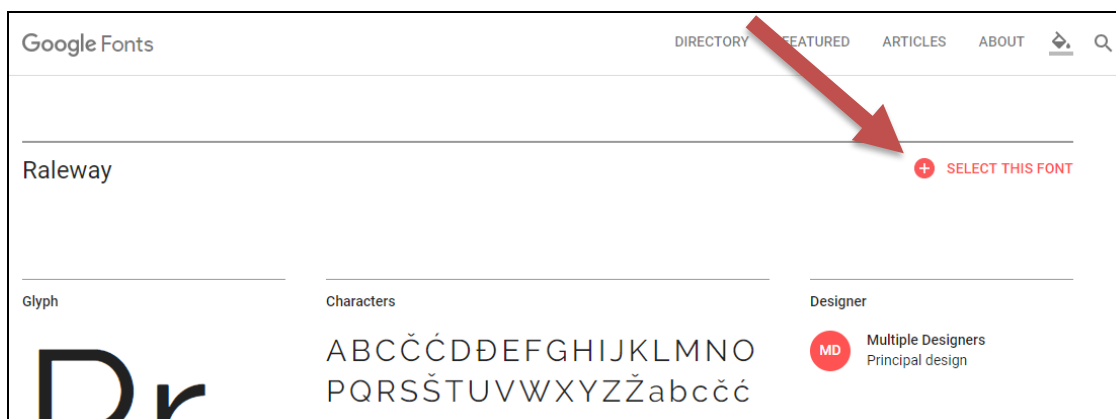 Google Fonts
DIRECTORY FEATURED ARTICLES ABOUT
Raleway
SELECT THIS FONT
Glyph
Characters
Designer
Rr
ABCČĆDĐEFGHIJKLMNO
PQRSŠTUVWXYZŽabcčć
MD
Multiple Designers
Principal design